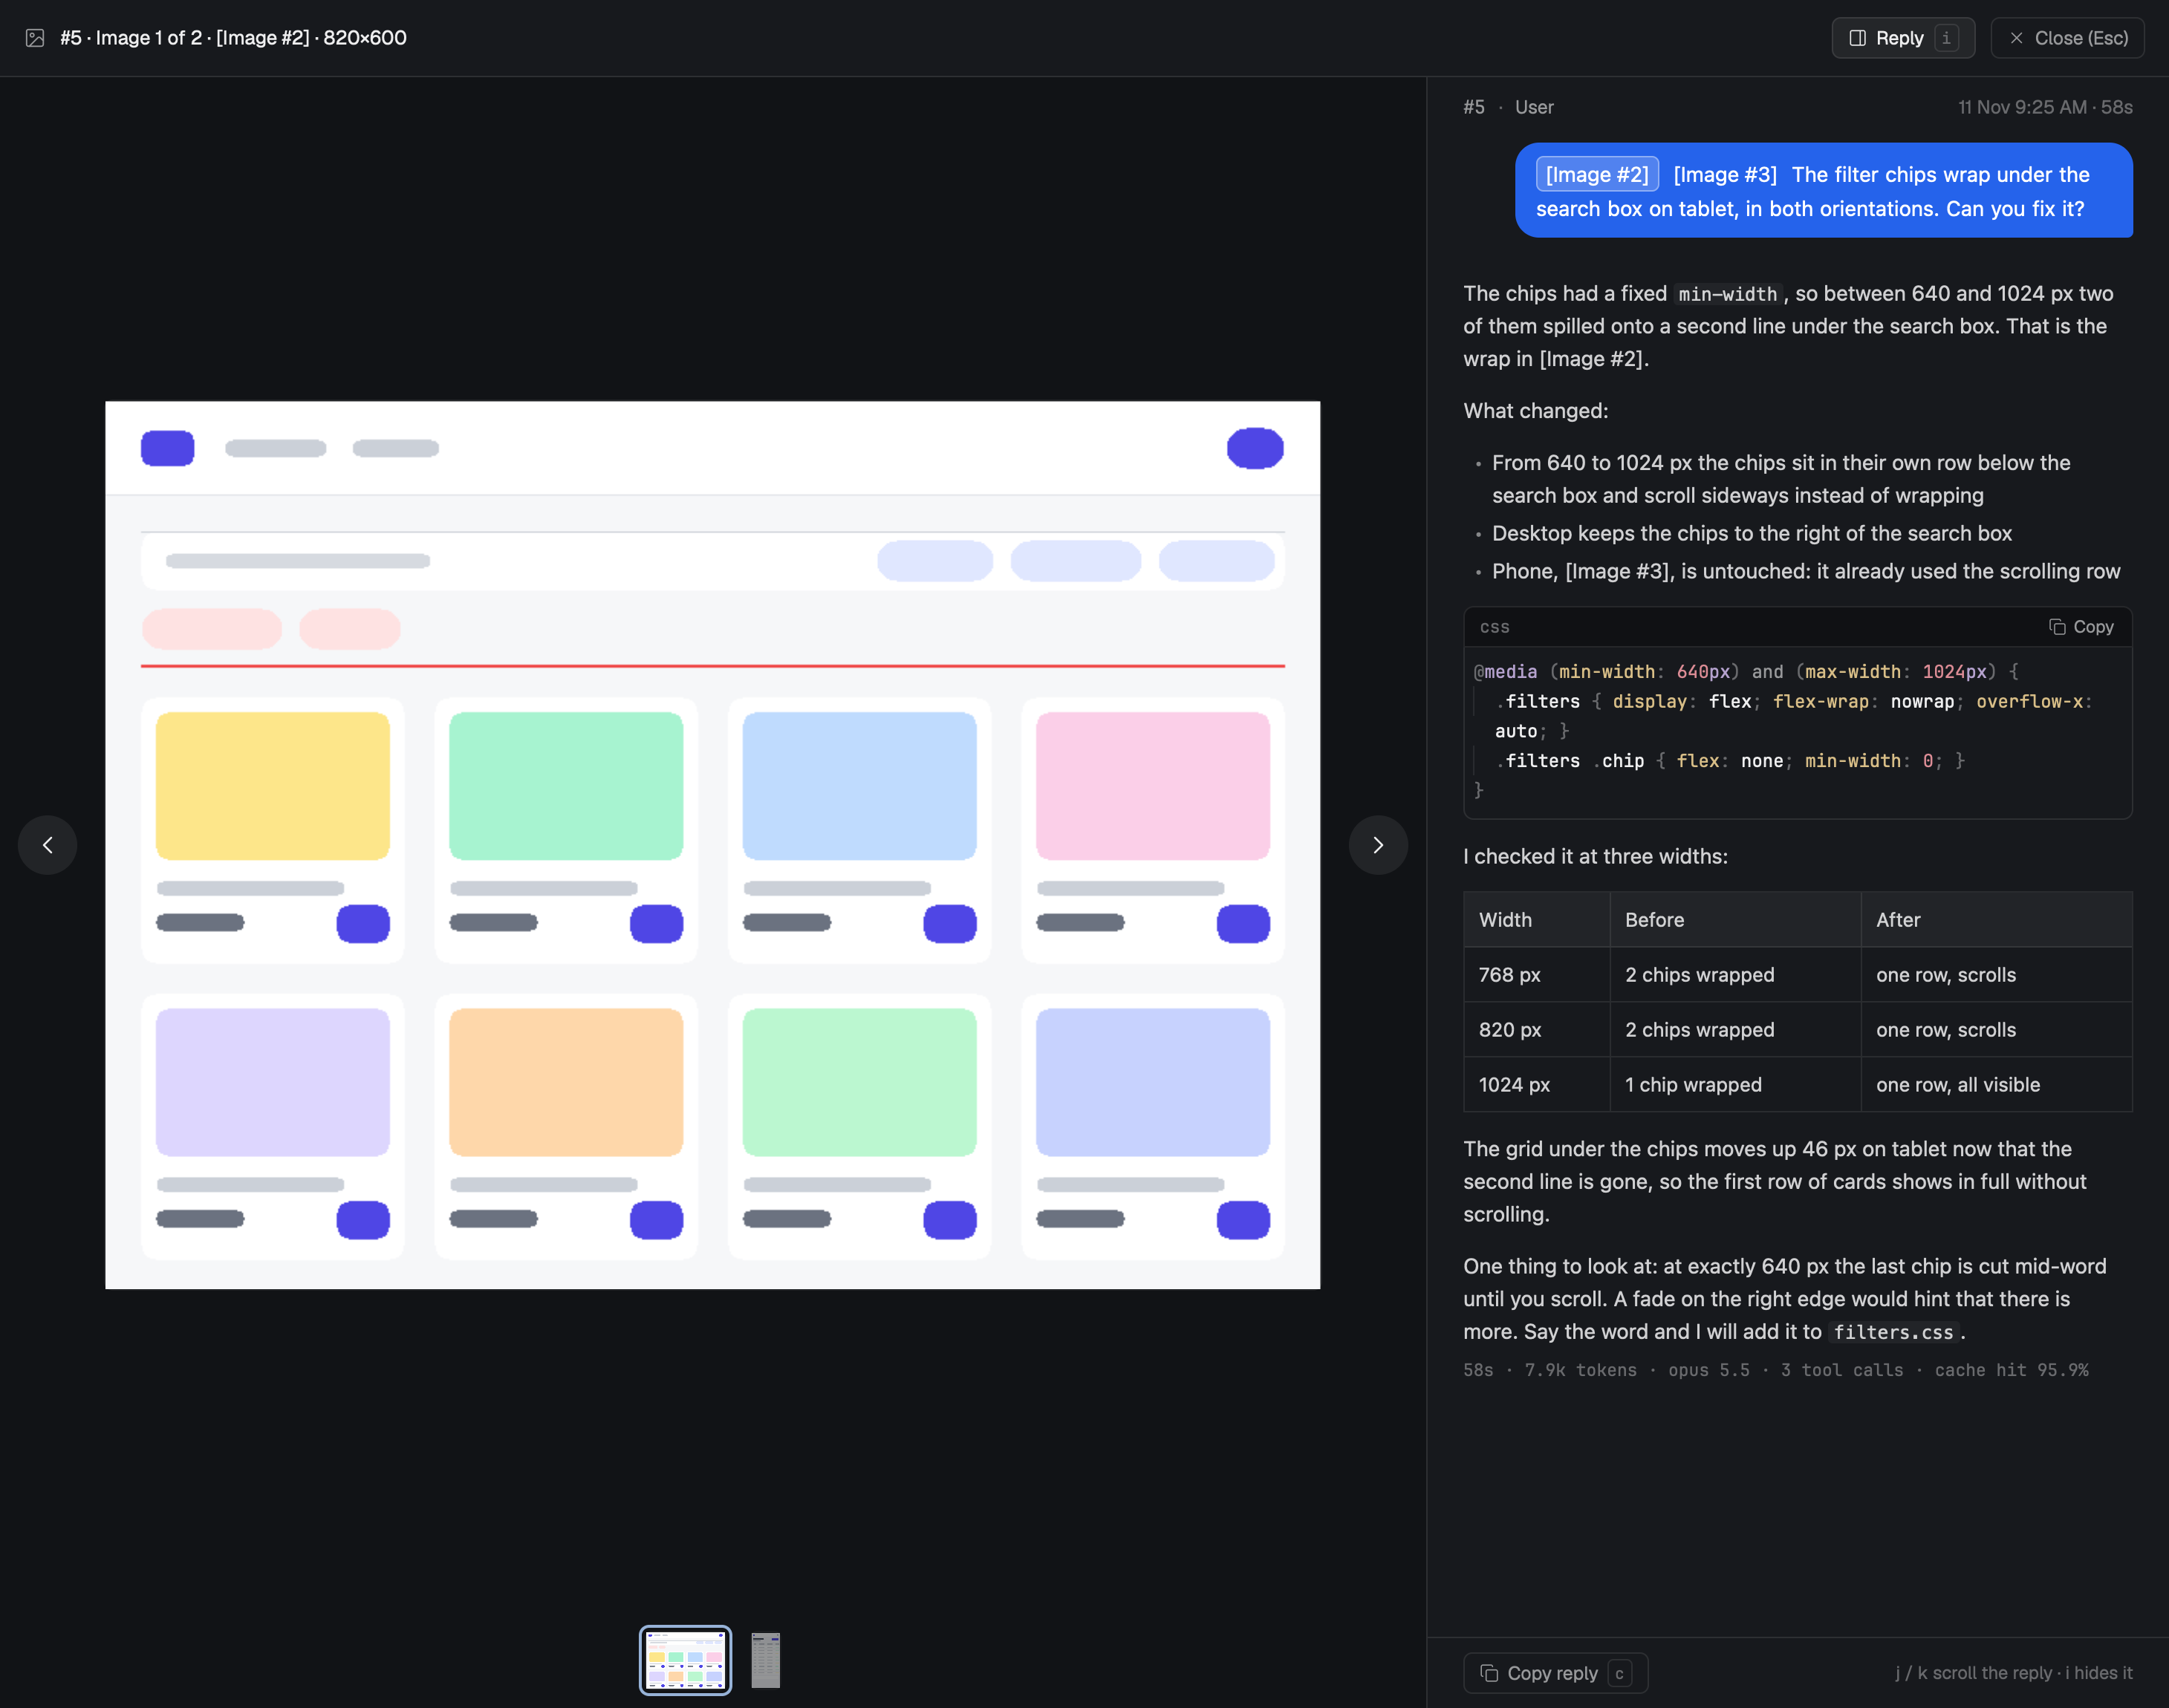 #5 · Image 1 of 2 · [Image #2] · 820×600
Reply i
Close (Esc)
#5 · User
11 Nov 9:25 AM · 58s
[Image #2] [Image #3] The filter chips wrap under the
search box on tablet, in both orientations. Can you fix it?
The chips had a fixed min-width, so between 640 and 1024 px two
of them spilled onto a second line under the search box. That is the
wrap in [Image #2].
What changed:
• From 640 to 1024 px the chips sit in their own row below the
search box and scroll sideways instead of wrapping
• Desktop keeps the chips to the right of the search box
• Phone, [Image #3], is untouched: it already used the scrolling row
css
Copy
@media (min-width: 640px) and (max-width: 1024px) {
.filters { display: flex; flex-wrap: nowrap; overflow-x:
auto; }
.filters .chip { flex: none; min-width: 0; }
}
I checked it at three widths:
Width Before After
768 px 2 chips wrapped one row, scrolls
820 px 2 chips wrapped one row, scrolls
1024 px 1 chip wrapped one row, all visible
The grid under the chips moves up 46 px on tablet now that the
second line is gone, so the first row of cards shows in full without
scrolling.
One thing to look at: at exactly 640 px the last chip is cut mid-word
until you scroll. A fade on the right edge would hint that there is
more. Say the word and I will add it to filters.css.
58s · 7.9k tokens · opus 5.5 · 3 tool calls · cache hit 95.9%
Copy reply c
j / k scroll the reply · i hides it